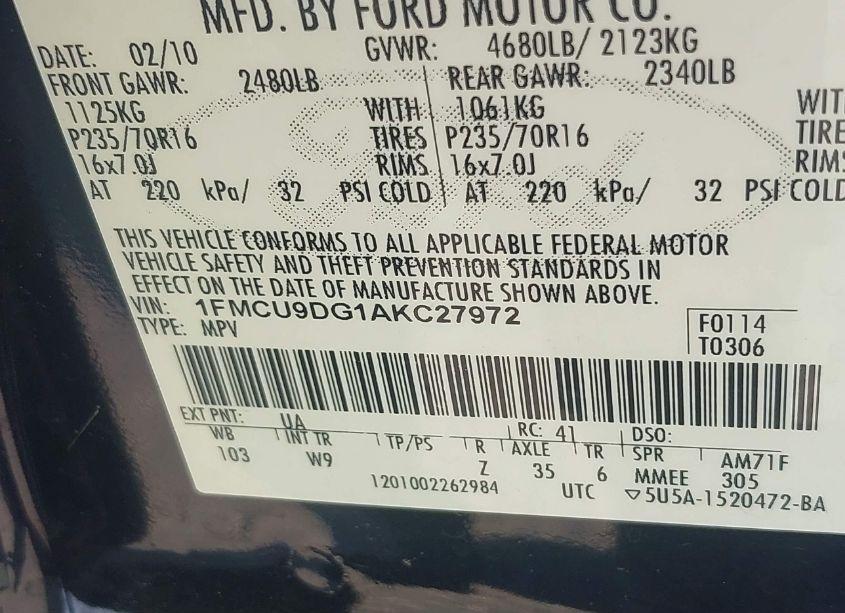 MFD. BY FORD MOTOR CO.
DATE: 02/10 GVWR: 4680LB/ 2123KG
FRONT GAWR: 2480LB REAR GAWR: 2340LB
1125KG WITH 1061KG WITH
P235/70R16 TIRES P235/70R16 TIRES
16x7.0J RIMS 16x7.0J RIMS
AT 220 kPa/ 32 PSI COLD AT 220 kPa/ 32 PSI COLD
THIS VEHICLE CONFORMS TO ALL APPLICABLE FEDERAL MOTOR
VEHICLE SAFETY AND THEFT PREVENTION STANDARDS IN
EFFECT ON THE DATE OF MANUFACTURE SHOWN ABOVE.
VIN: 1FMCU9DG1AKC27972
TYPE: MPV
F0114
T0306
EXT PNT: UA RC: 41 DSO:
WB INT TR TP/PS R AXLE TR SPR AM71F
103 W9 Z 35 6 MMEE 305
1201002262984 UTC ▽5U5A-1520472-BA
Ford